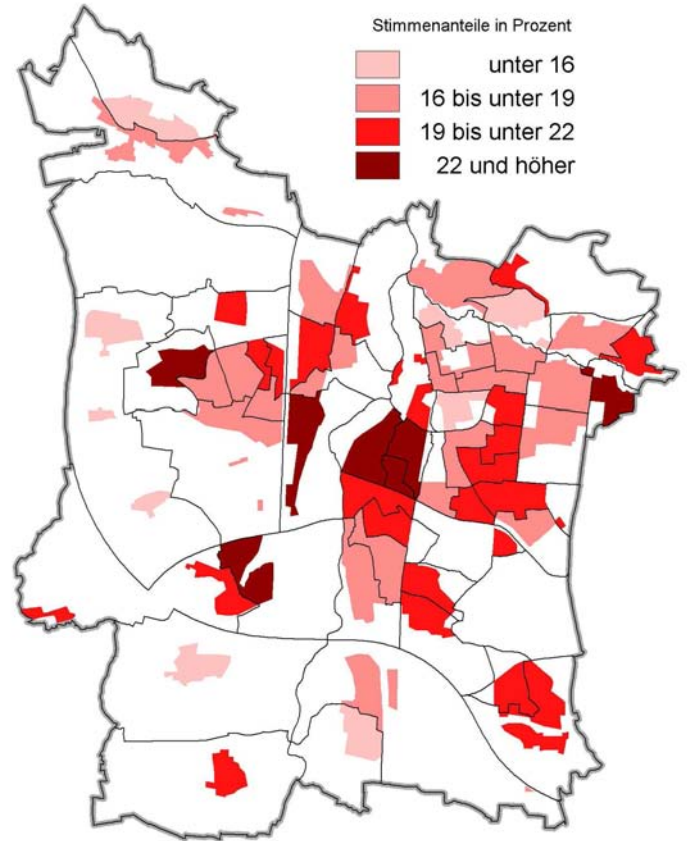 Stimmenanteile in Prozent
unter 16
16 bis unter 19
19 bis unter 22
22 und höher